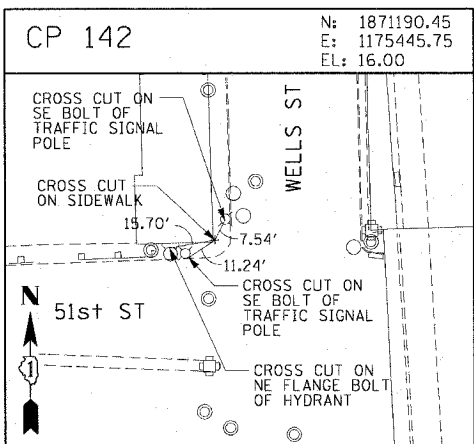 CP 142
N: 1871190.45
E: 1175445.75
EL: 16.00
CROSS CUT ON
SE BOLT OF
TRAFFIC SIGNAL
POLE
WELLS ST
CROSS CUT
ON SIDEWALK
15.70'
7.54'
11.24'
CROSS CUT ON
SE BOLT OF
TRAFFIC SIGNAL
POLE
N
51st ST
1
CROSS CUT ON
NE FLANGE BOLT
OF HYDRANT